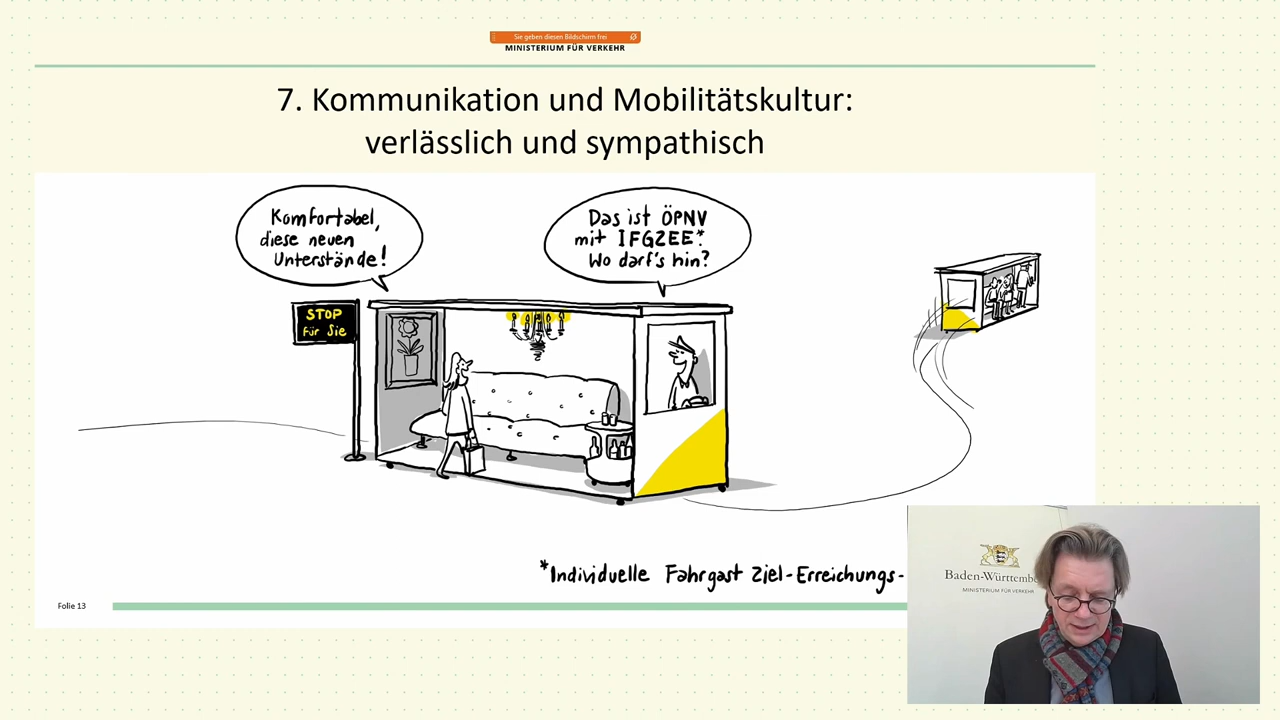 Sie geben diesen Bildschirm frei
MINISTERIUM FÜR VERKEHR
7. Kommunikation und Mobilitätskultur:
verlässlich und sympathisch
Komfortabel,
diese neuen
Unterstände!
Das ist ÖPNV
mit IFGZEE*.
Wo darf's hin?
STOP
für Sie
*Individuelle Fahrgast Ziel-Erreichungs-
Folie 13
Baden-Württembe
MINISTERIUM FÜR VERKEHR